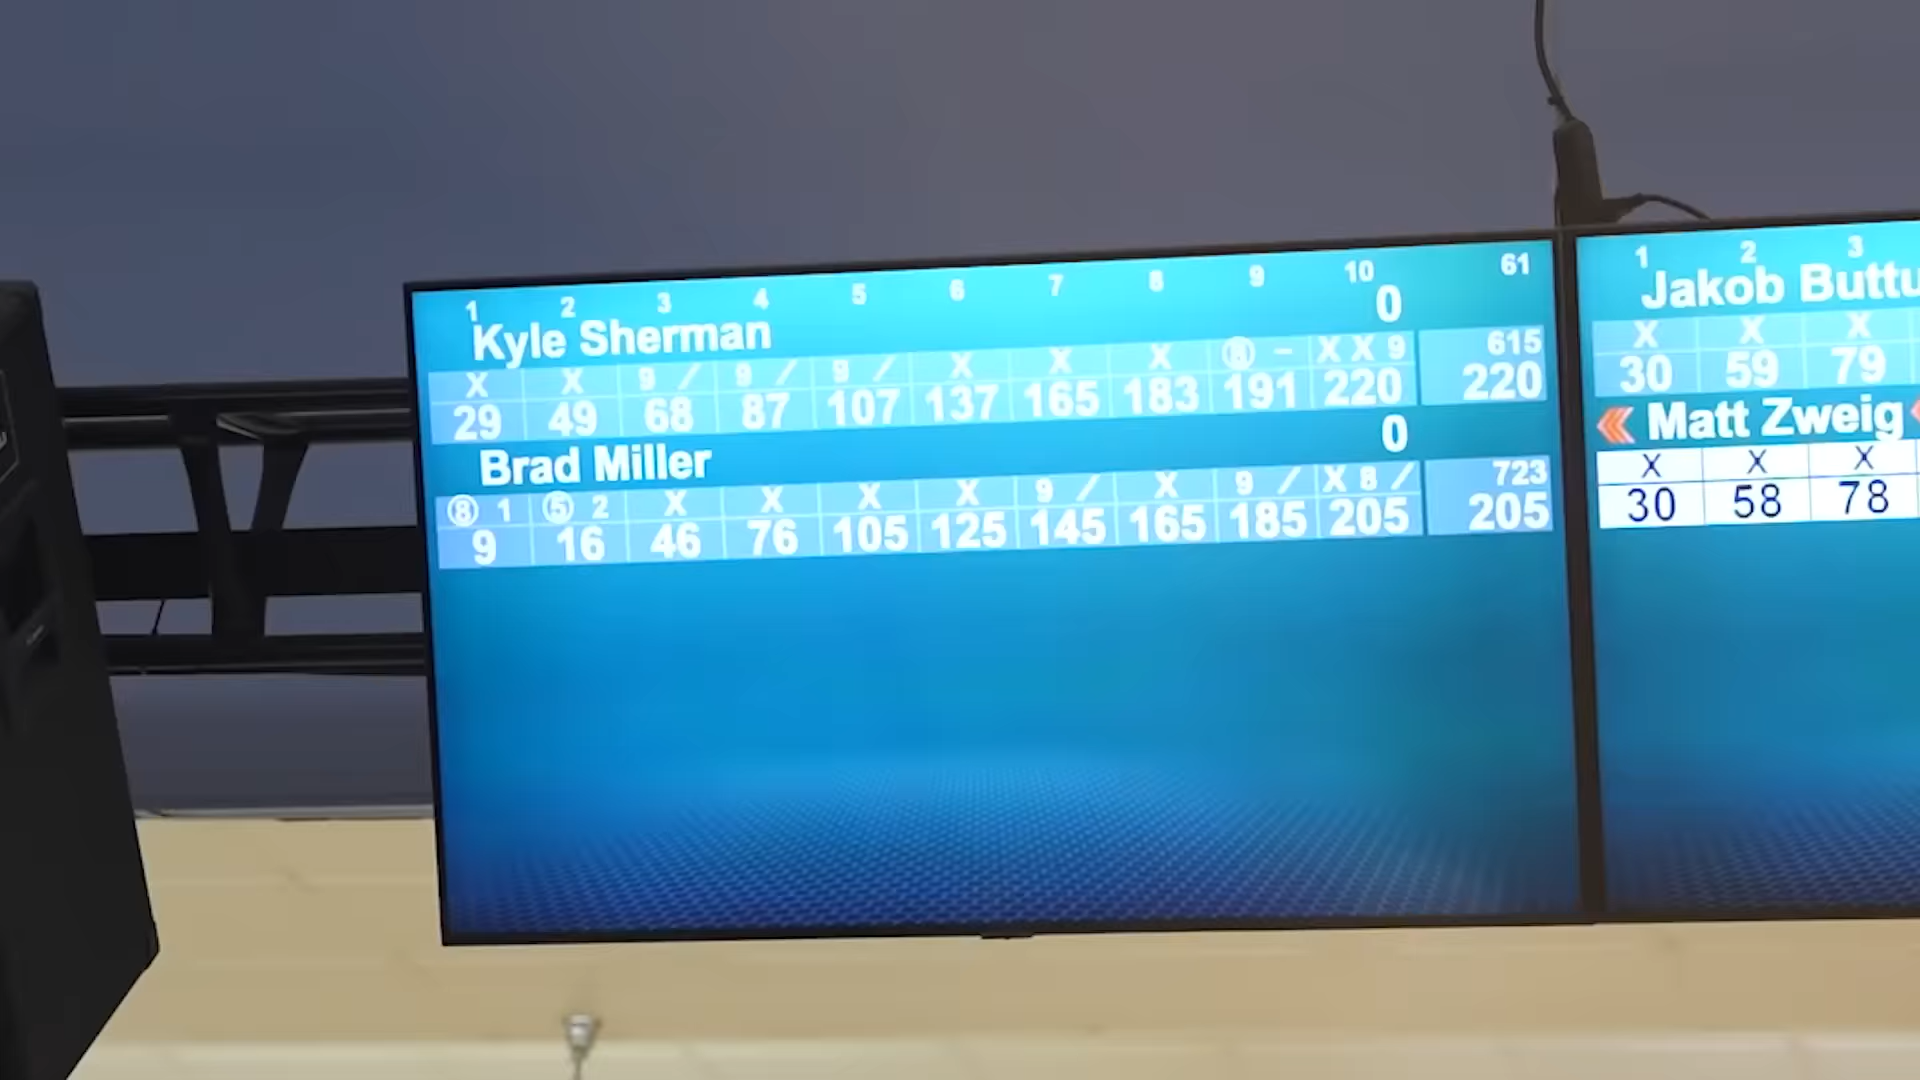 1 2 3 4 5 6 7 8 9 10 61
Kyle Sherman 0
X X 9 / 9 / 9 / X X X ⑧ - X X 9 615
29 49 68 87 107 137 165 183 191 220 220
Brad Miller 0
⑧ 1 ⑤ 2 X X X X 9 / X 9 / X 8 / 723
9 16 46 76 105 125 145 165 185 205 205
1 2 3
Jakob Buttu
X X X
30 59 79
Matt Zweig
X X X
30 58 78